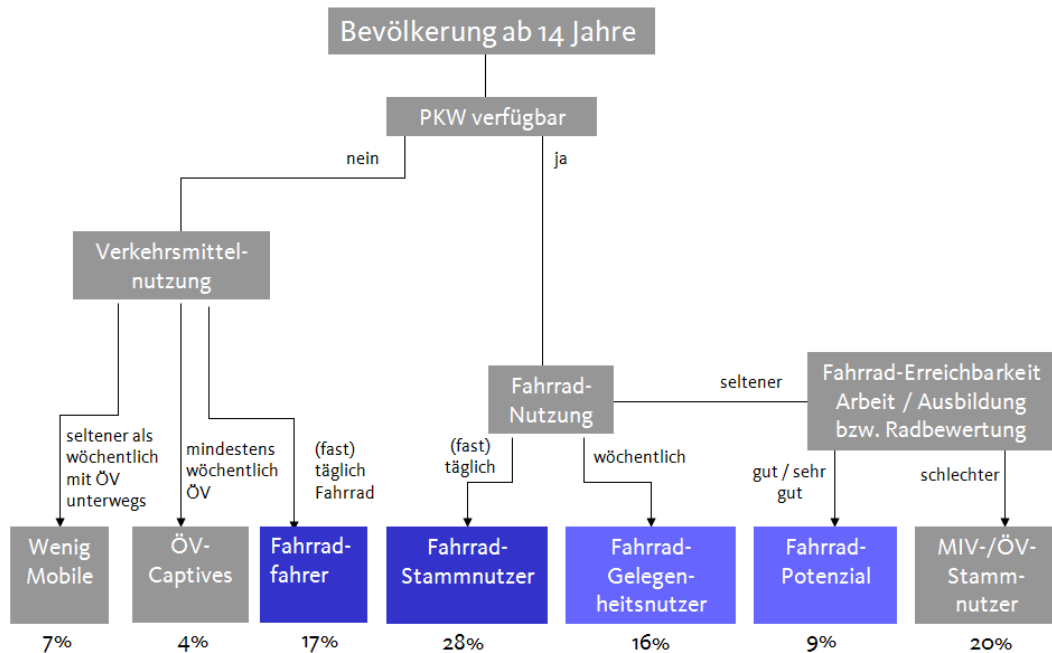 Bevölkerung ab 14 Jahre
PKW verfügbar
nein
ja
Verkehrsmittel-
nutzung
Fahrrad-
Nutzung
seltener
Fahrrad-Erreichbarkeit
Arbeit / Ausbildung
bzw. Radbewertung
seltener als
wöchentlich
mit ÖV
unterwegs
mindestens
wöchentlich
ÖV
(fast)
täglich
Fahrrad
(fast)
täglich
wöchentlich
gut / sehr
gut
schlechter
Wenig
Mobile
ÖV-
Captives
Fahrrad-
fahrer
Fahrrad-
Stammnutzer
Fahrrad-
Gelegen-
heitsnutzer
Fahrrad-
Potenzial
MIV-/ÖV-
Stamm-
nutzer
7%
4%
17%
28%
16%
9%
20%